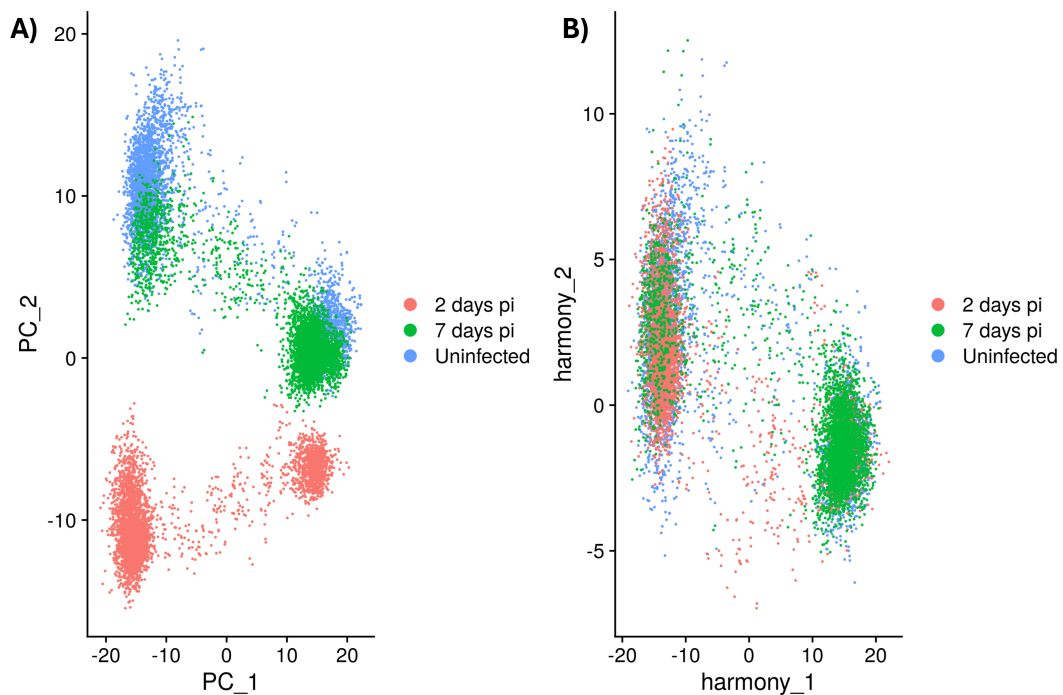 A)
20
10
0
-10
PC_2
-20 -10 0 10 20
PC_1
2 days pi
7 days pi
Uninfected
B)
10
5
0
-5
harmony_2
-20 -10 0 10 20
harmony_1
2 days pi
7 days pi
Uninfected